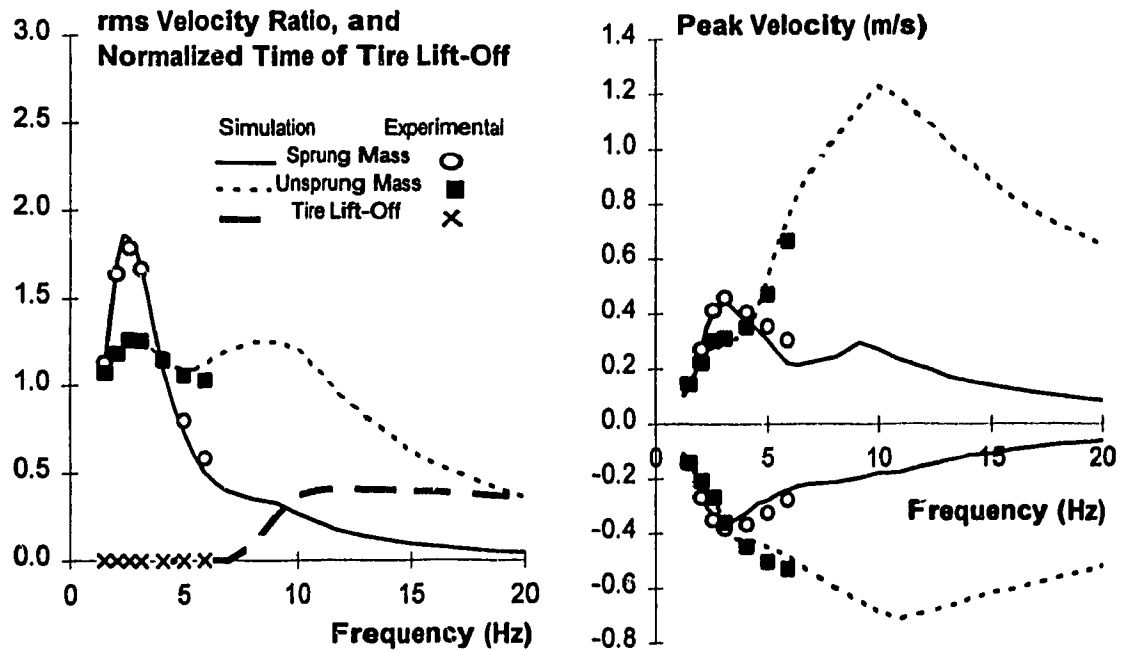 rms Velocity Ratio, and
Normalized Time of Tire Lift-Off
3.0
2.5
2.0
1.5
1.0
0.5
0.0
Simulation Experimental
Sprung Mass
Unsprung Mass
Tire Lift-Off
0 5 10 15 20
Frequency (Hz)
Peak Velocity (m/s)
1.4
1.2
1.0
0.8
0.6
0.4
0.2
0.0
-0.2
-0.4
-0.6
-0.8
0 5 10 15 20
Frequency (Hz)